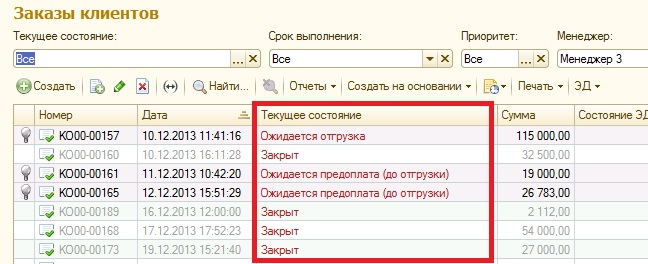 Заказы клиентов
Текущее состояние: Срок выполнения: Приоритет: Менеджер:
Все Все Все Менеджер 3
Создать Найти... Отчеты Создать на основании Печать ЭД
Номер Дата Текущее состояние Сумма Состояние ЭД
КО00-00157 10.12.2013 11:41:16 Ожидается отгрузка 115 000,00
КО00-00160 10.12.2013 16:11:28 Закрыт 32 500,00
КО00-00161 11.12.2013 10:42:20 Ожидается предоплата (до отгрузки) 19 000,00
КО00-00165 12.12.2013 15:51:29 Ожидается предоплата (до отгрузки) 26 783,00
КО00-00189 16.12.2013 12:00:00 Закрыт 2 112,00
КО00-00168 17.12.2013 17:52:23 Закрыт 54 000,00
КО00-00173 19.12.2013 15:21:40 Закрыт 27 000,00